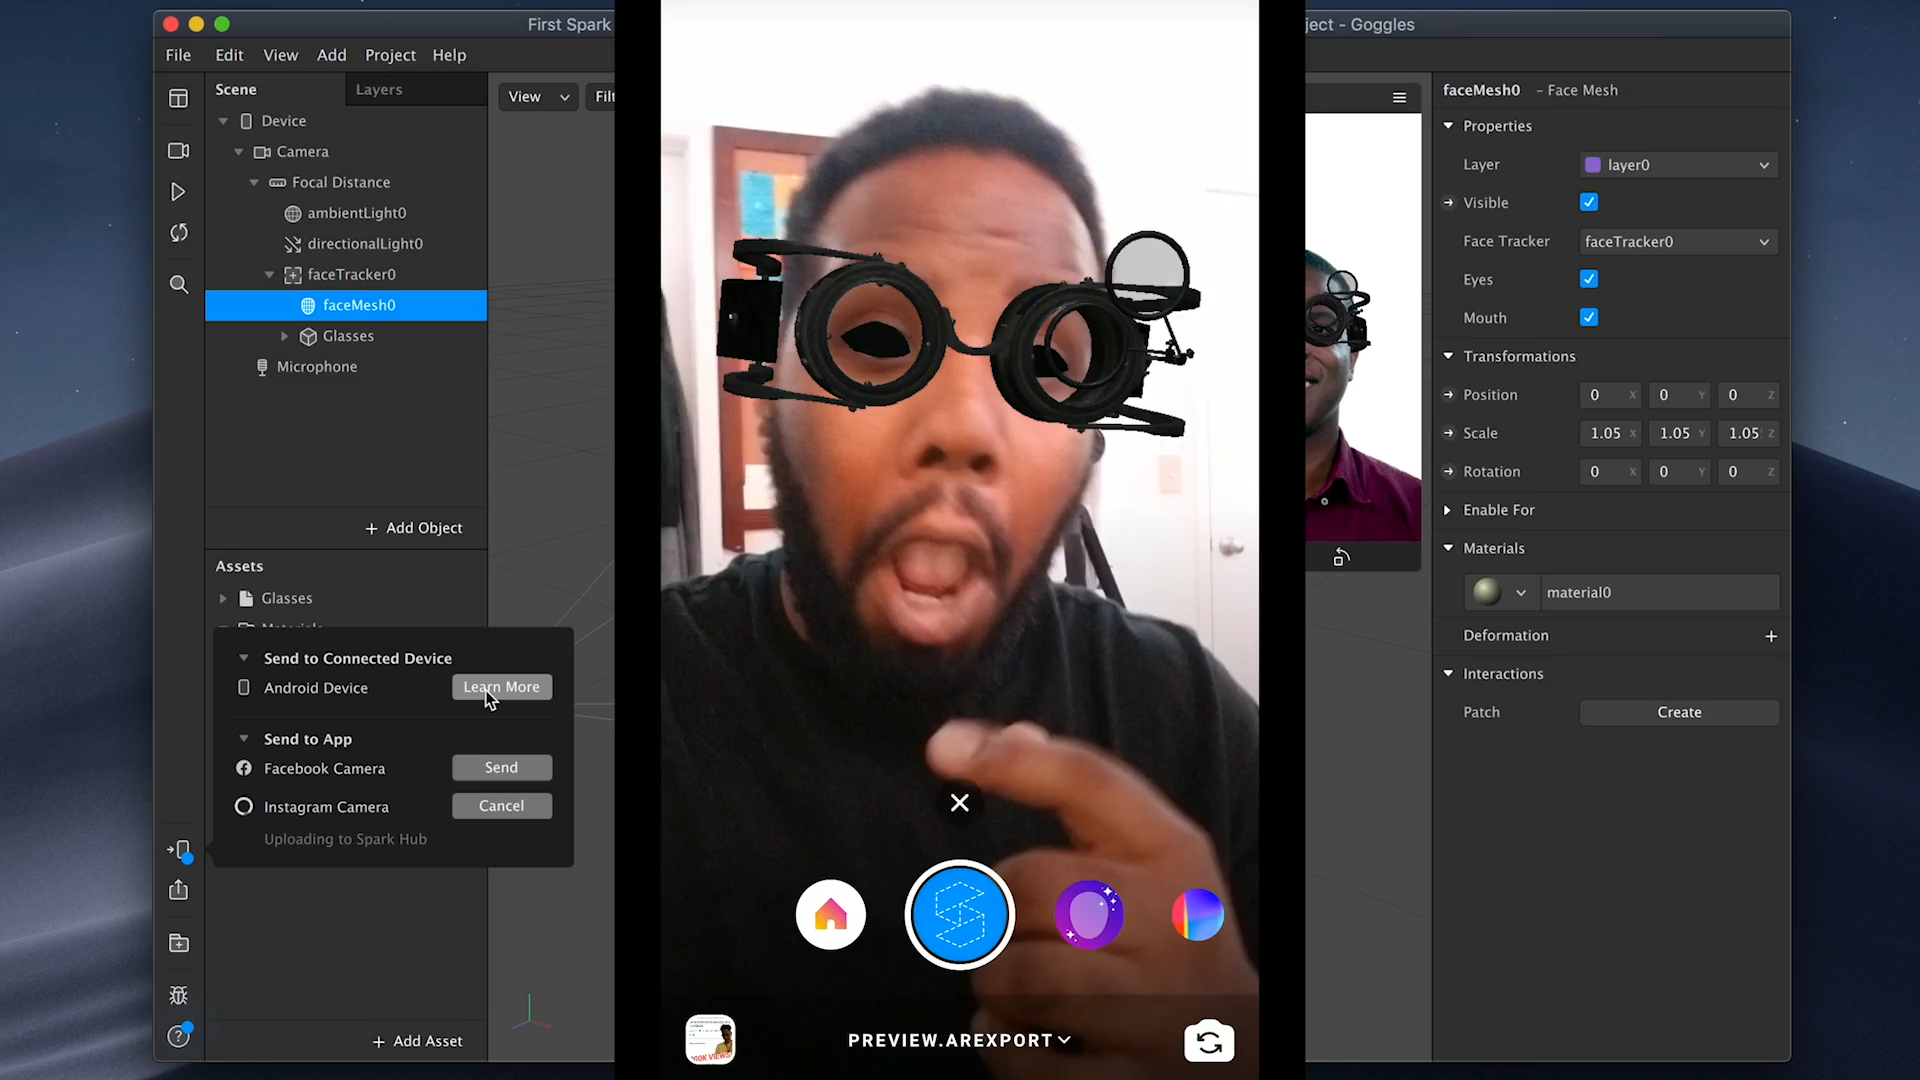 First Spark
ject - Goggles
File Edit View Add Project Help
Scene
Layers
Device
Camera
Focal Distance
ambientLight0
directionalLight0
faceTracker0
faceMesh0
Glasses
Microphone
+ Add Object
Assets
Glasses
Materials
Send to Connected Device
Android Device
Learn More
Send to App
Facebook Camera
Send
Instagram Camera
Cancel
Uploading to Spark Hub
+ Add Asset
View
Filt
PREVIEW.AREXPORT
00K VIEWS!
faceMesh0 - Face Mesh
Properties
Layer layer0
Visible
Face Tracker faceTracker0
Eyes
Mouth
Transformations
Position 0 X 0 Y 0 Z
Scale 1.05 X 1.05 Y 1.05 Z
Rotation 0 X 0 Y 0 Z
Enable For
Materials
material0
Deformation +
Interactions
Patch Create